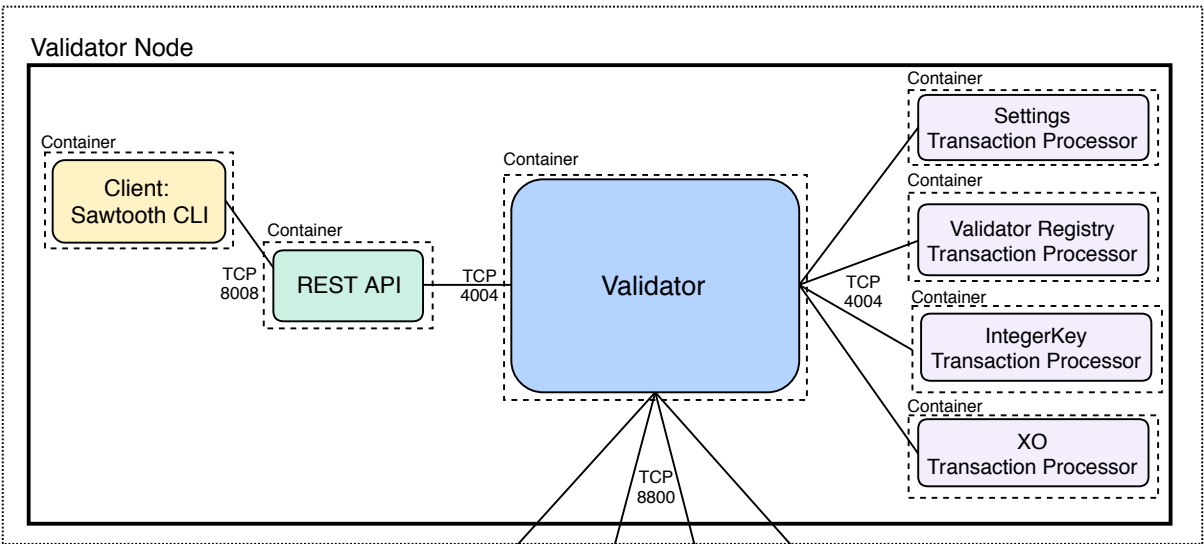 Validator Node
Container
Client:
Sawtooth CLI
TCP
8008
Container
REST API
TCP
4004
Container
Validator
TCP
8800
TCP
4004
Container
Settings
Transaction Processor
Container
Validator Registry
Transaction Processor
Container
IntegerKey
Transaction Processor
Container
XO
Transaction Processor